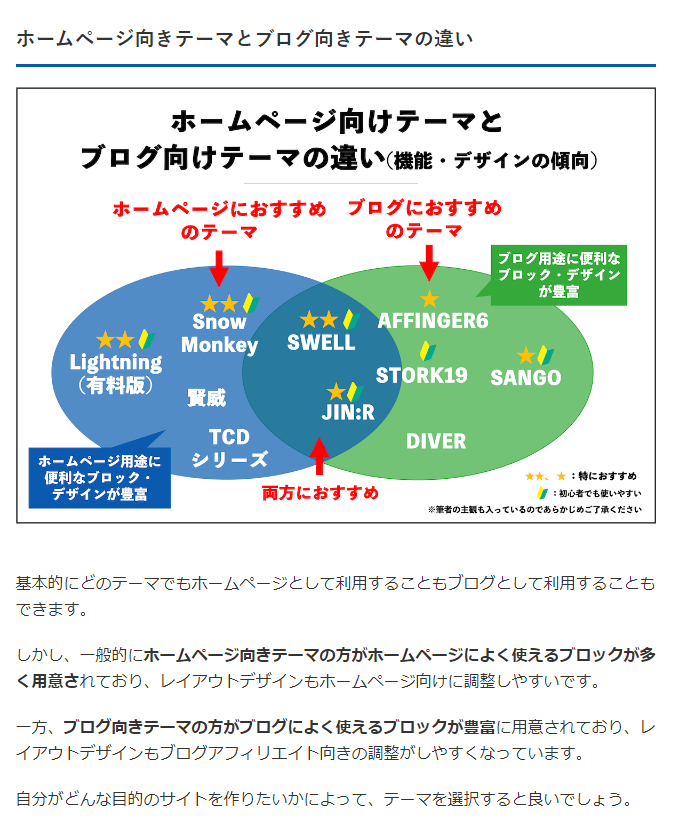 ホームページ向きテーマとブログ向きテーマの違い
ホームページ向けテーマと
ブログ向けテーマの違い(機能・デザインの傾向)
ホームページにおすすめ
のテーマ
ブログにおすすめ
のテーマ
ブログ用途に便利な
ブロック・デザイン
が豊富
★★
Snow
Monkey
★★
Lightning
(有料版)
賢威
TCD
シリーズ
★★
SWELL
★
JIN:R
★
AFFINGER6
STORK19
★
SANGO
DIVER
ホームページ用途に
便利なブロック・
デザインが豊富
両方におすすめ
★★、★：特におすすめ
：初心者でも使いやすい
※筆者の主観も入っているのであらかじめご了承ください
基本的にどのテーマでもホームページとして利用することもブログとして利用することも
できます。
しかし、一般的にホームページ向きテーマの方がホームページによく使えるブロックが多
く用意されており、レイアウトデザインもホームページ向けに調整しやすいです。
一方、ブログ向きテーマの方がブログによく使えるブロックが豊富に用意されており、レ
イアウトデザインもブログアフィリエイト向きの調整がしやすくなっています。
自分がどんな目的のサイトを作りたいかによって、テーマを選択すると良いでしょう。